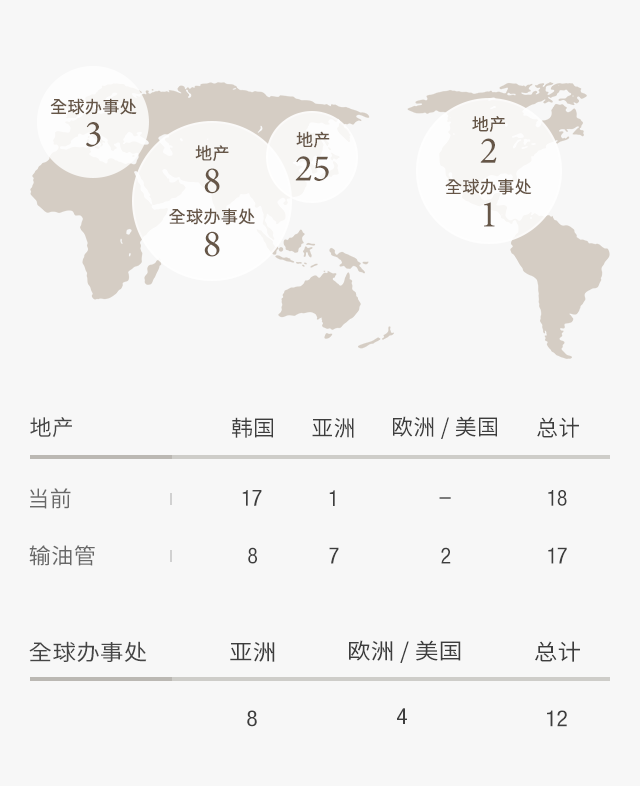 全球办事处
3
地产
8
全球办事处
8
地产
25
地产
2
全球办事处
1
地产 韩国 亚洲 欧洲 / 美国 总计
当前 17 1 – 18
输油管 8 7 2 17
全球办事处 亚洲 欧洲 / 美国 总计
8 4 12